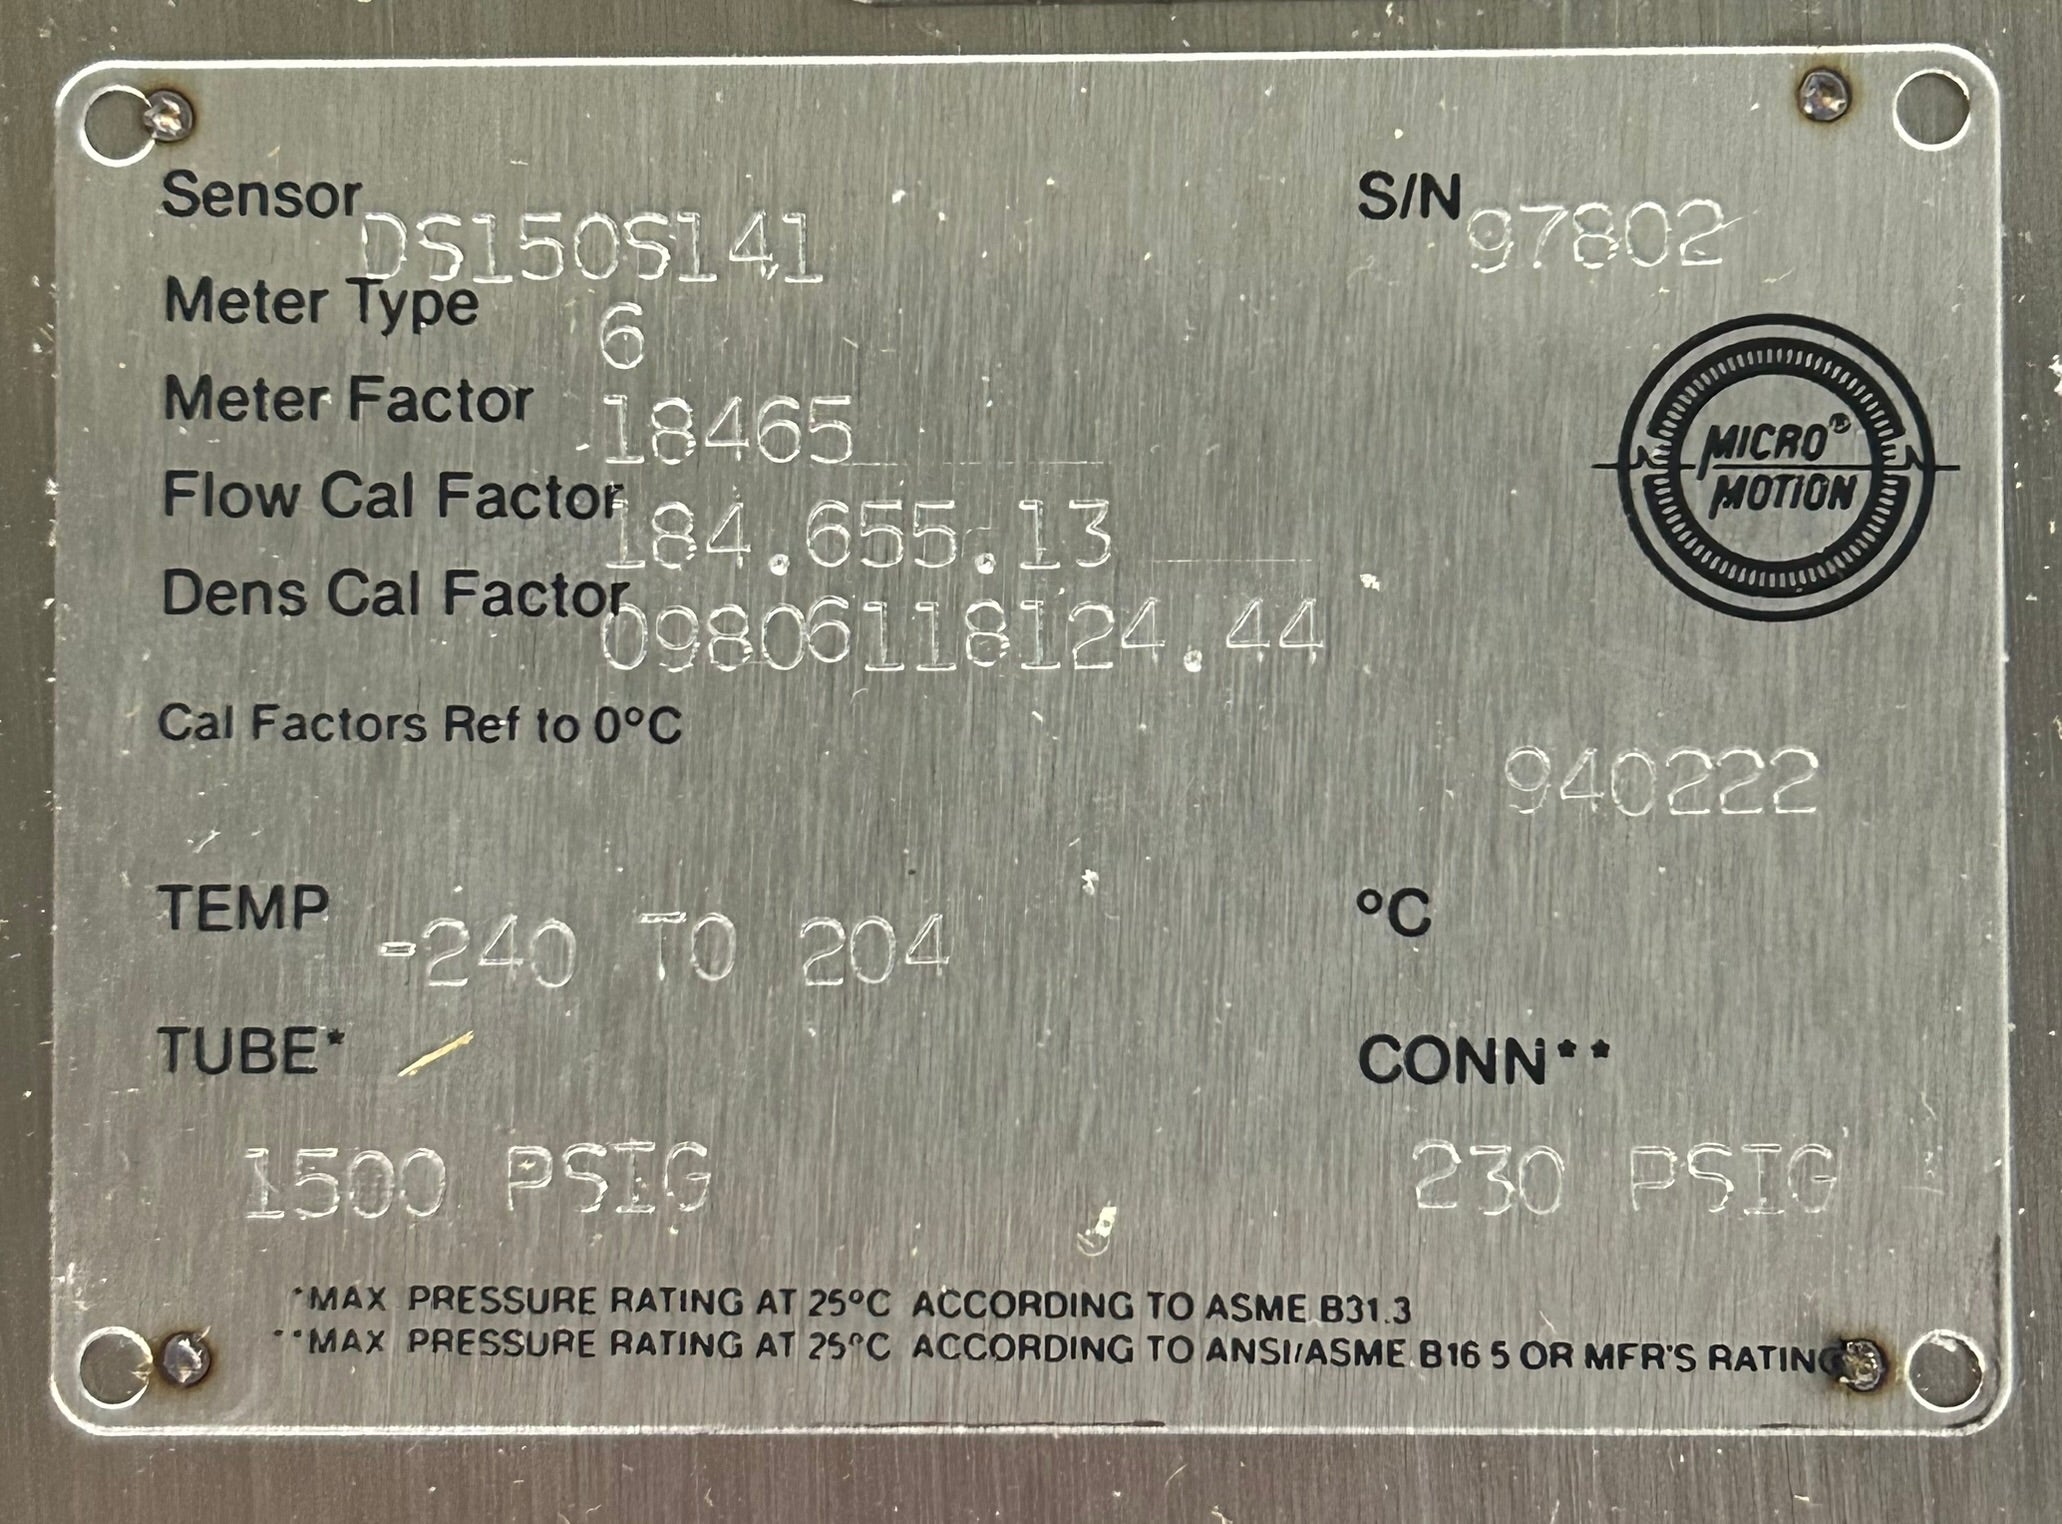 Sensor DS150S141 S/N 97802
Meter Type 6
Meter Factor 18465
Flow Cal Factor 184.655.13
Dens Cal Factor 09806118124.44
MICRO®
MOTION
Cal Factors Ref to 0°C
940222
TEMP -240 TO 204 °C
TUBE* CONN**
1500 PSIG 230 PSIG
*MAX PRESSURE RATING AT 25°C ACCORDING TO ASME B31.3
**MAX PRESSURE RATING AT 25°C ACCORDING TO ANSI/ASME B16 5 OR MFR'S RATING